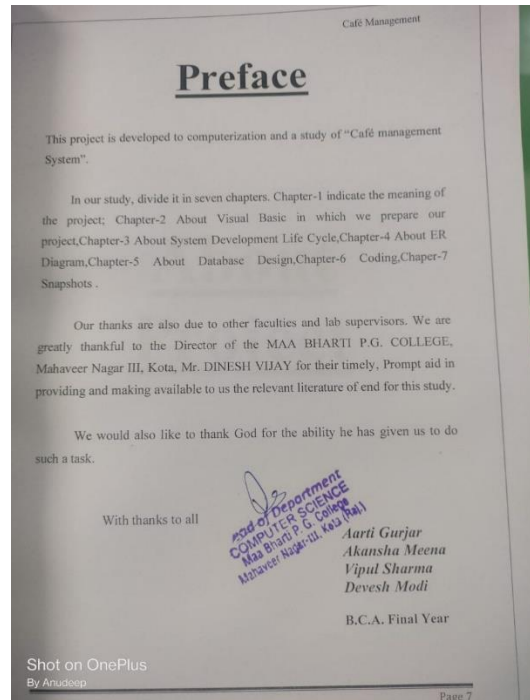 Café Management
Preface
This project is developed to computerization and a study of “Café management
System”.
In our study, divide it in seven chapters. Chapter-1 indicate the meaning of
the project; Chapter-2 About Visual Basic in which we prepare our
project,Chapter-3 About System Development Life Cycle,Chapter-4 About ER
Diagram,Chapter-5 About Database Design,Chapter-6 Coding,Chaper-7
Snapshots .
Our thanks are also due to other faculties and lab supervisors. We are
greatly thankful to the Director of the MAA BHARTI P.G. COLLEGE,
Mahaveer Nagar III, Kota, Mr. DINESH VIJAY for their timely, Prompt aid in
providing and making available to us the relevant literature of end for this study.
We would also like to thank God for the ability he has given us to do
such a task.
With thanks to all
ead of Department
COMPUTER SCIENCE
Maa Bharti P. G. College
Mahaveer Nagar-III, Kota (Raj.)
Aarti Gurjar
Akansha Meena
Vipul Sharma
Devesh Modi
B.C.A. Final Year
Shot on OnePlus
By Anudeep
Page 7